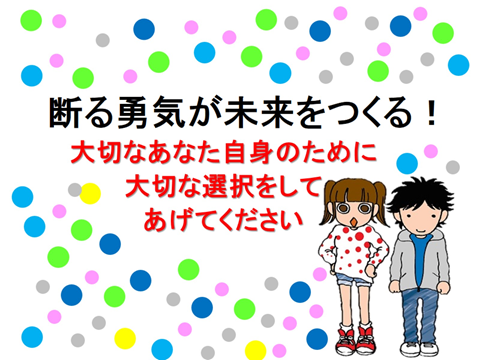 断る勇気が未来をつくる！
大切なあなた自身のために
大切な選択をして
あげてください